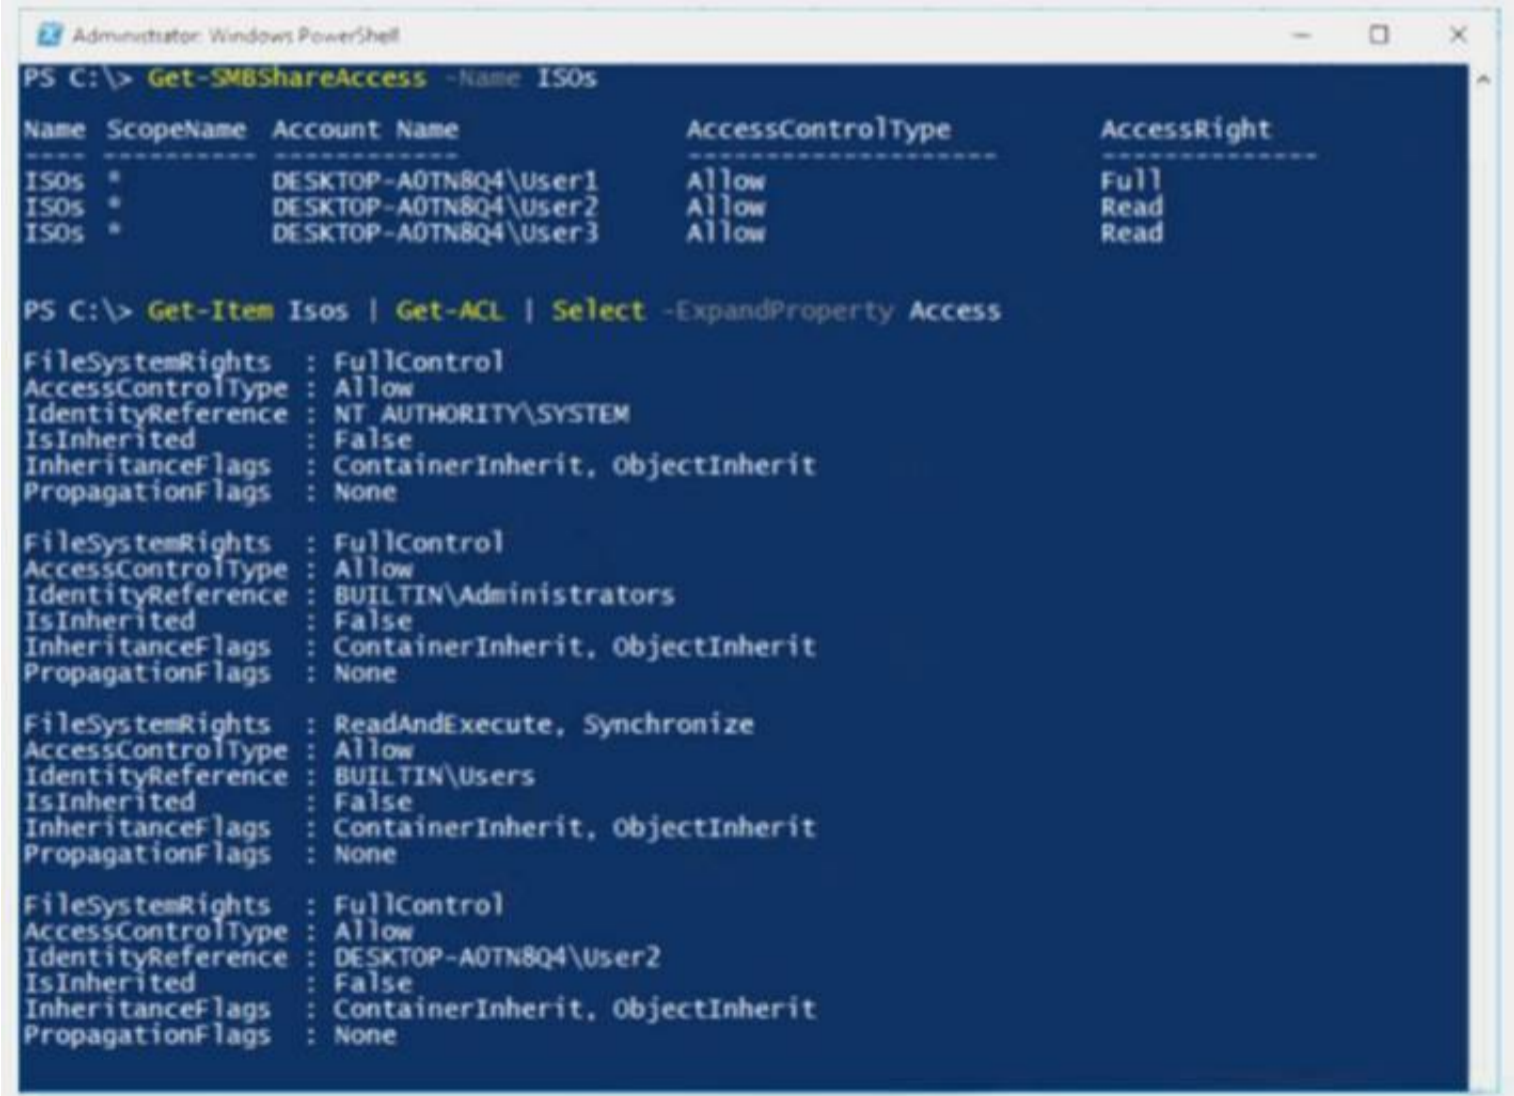 Administrator: Windows PowerShell
PS C:\> Get-SMBShareAccess -Name ISOs
Name ScopeName Account Name AccessControlType AccessRight
---- --------- ------------ ----------------- -----------
ISOs * DESKTOP-A0TN8Q4\User1 Allow Full
ISOs * DESKTOP-A0TN8Q4\User2 Allow Read
ISOs * DESKTOP-A0TN8Q4\User3 Allow Read
PS C:\> Get-Item Isos | Get-ACL | Select -ExpandProperty Access
FileSystemRights : FullControl
AccessControlType : Allow
IdentityReference : NT AUTHORITY\SYSTEM
IsInherited : False
InheritanceFlags : ContainerInherit, ObjectInherit
PropagationFlags : None
FileSystemRights : FullControl
AccessControlType : Allow
IdentityReference : BUILTIN\Administrators
IsInherited : False
InheritanceFlags : ContainerInherit, ObjectInherit
PropagationFlags : None
FileSystemRights : ReadAndExecute, Synchronize
AccessControlType : Allow
IdentityReference : BUILTIN\Users
IsInherited : False
InheritanceFlags : ContainerInherit, ObjectInherit
PropagationFlags : None
FileSystemRights : FullControl
AccessControlType : Allow
IdentityReference : DESKTOP-A0TN8Q4\User2
IsInherited : False
InheritanceFlags : ContainerInherit, ObjectInherit
PropagationFlags : None